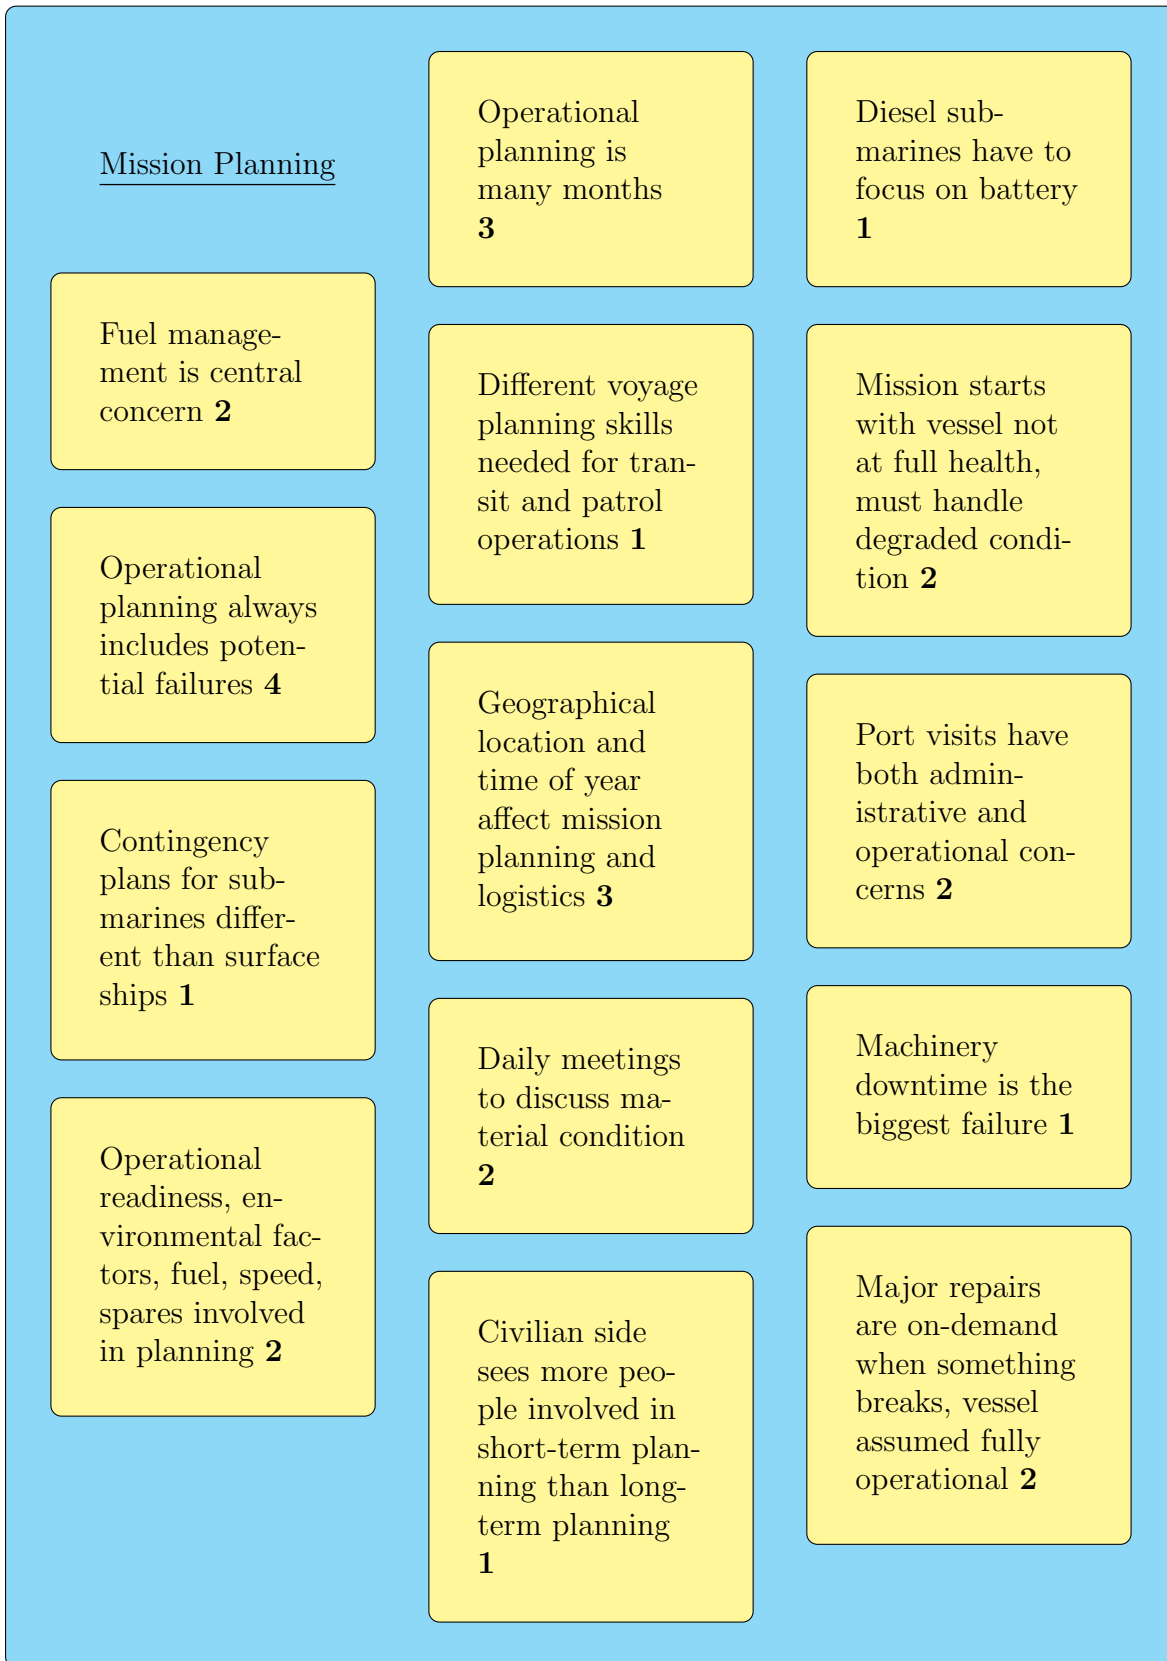 Mission Planning
Fuel manage-
ment is central
concern 2
Operational
planning always
includes poten-
tial failures 4
Contingency
plans for sub-
marines differ-
ent than surface
ships 1
Operational
readiness, en-
vironmental fac-
tors, fuel, speed,
spares involved
in planning 2
Operational
planning is
many months
3
Different voyage
planning skills
needed for tran-
sit and patrol
operations 1
Geographical
location and
time of year
affect mission
planning and
logistics 3
Daily meetings
to discuss ma-
terial condition
2
Civilian side
sees more peo-
ple involved in
short-term plan-
ning than long-
term planning
1
Diesel sub-
marines have to
focus on battery
1
Mission starts
with vessel not
at full health,
must handle
degraded condi-
tion 2
Port visits have
both admin-
istrative and
operational con-
cerns 2
Machinery
downtime is the
biggest failure 1
Major repairs
are on-demand
when something
breaks, vessel
assumed fully
operational 2